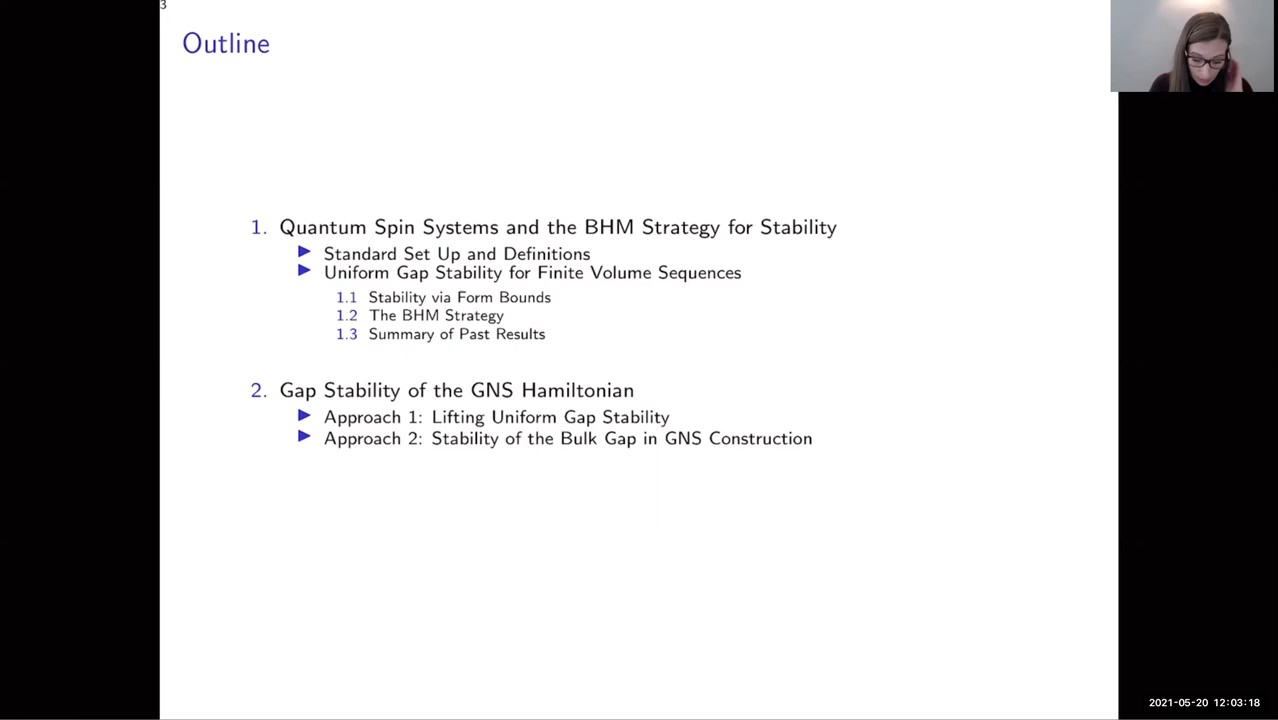 3
Outline
1. Quantum Spin Systems and the BHM Strategy for Stability
▶ Standard Set Up and Definitions
▶ Uniform Gap Stability for Finite Volume Sequences
1.1 Stability via Form Bounds
1.2 The BHM Strategy
1.3 Summary of Past Results
2. Gap Stability of the GNS Hamiltonian
▶ Approach 1: Lifting Uniform Gap Stability
▶ Approach 2: Stability of the Bulk Gap in GNS Construction
2021-05-20 12:03:18